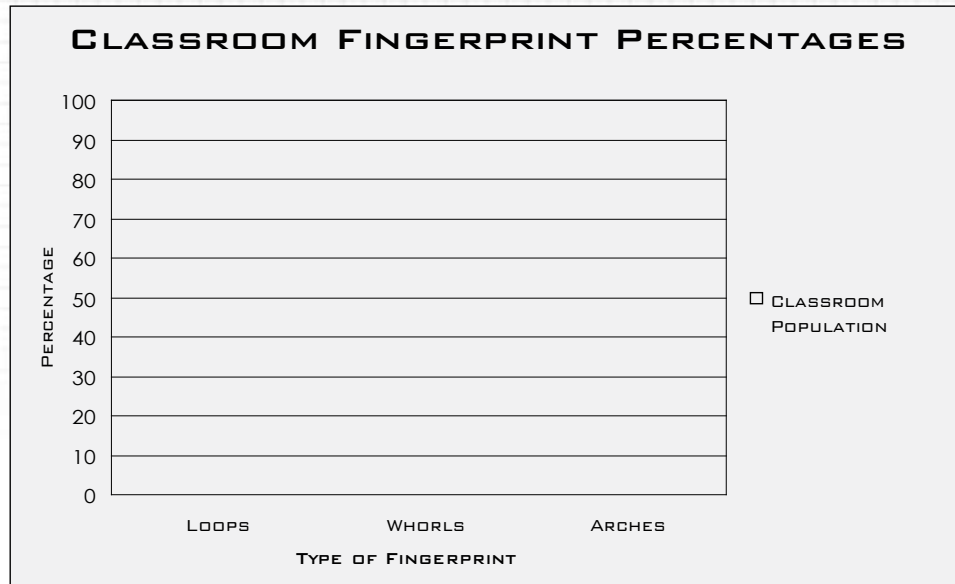 Classroom Fingerprint Percentages
100
90
80
70
60
50
40
30
20
10
0
Percentage
Loops Whorls Arches
Type of Fingerprint
Classroom
Population